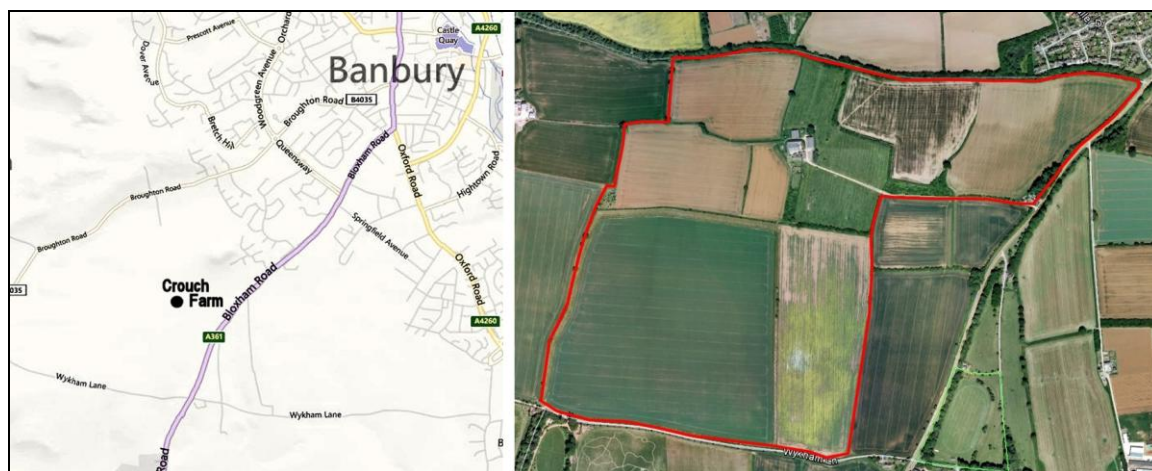 Dover Avenue
Prescott Avenue
Orchard
Woodgreen Avenue
Bretch Hill
Broughton Road
B4035
Banbury
Castle
Quay
A4260
Bloxham Road
Oxford Road
Hightown Road
Queensway
Springfield Avenue
Broughton Road
Broughton Road
Oxford Road
A4260
Crouch
Farm
Bloxham Road
A361
Wykham Lane
Wykham Lane
Road